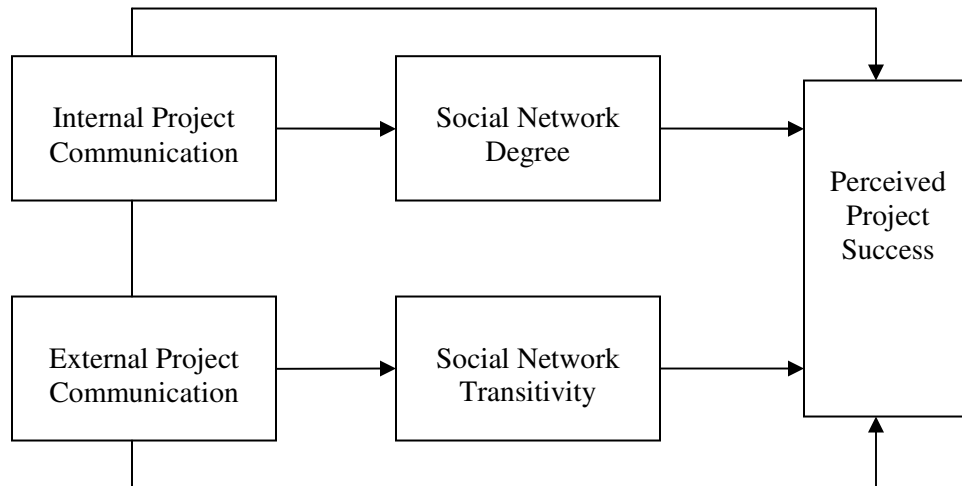 Internal Project
Communication
Social Network
Degree
Perceived
Project
Success
External Project
Communication
Social Network
Transitivity